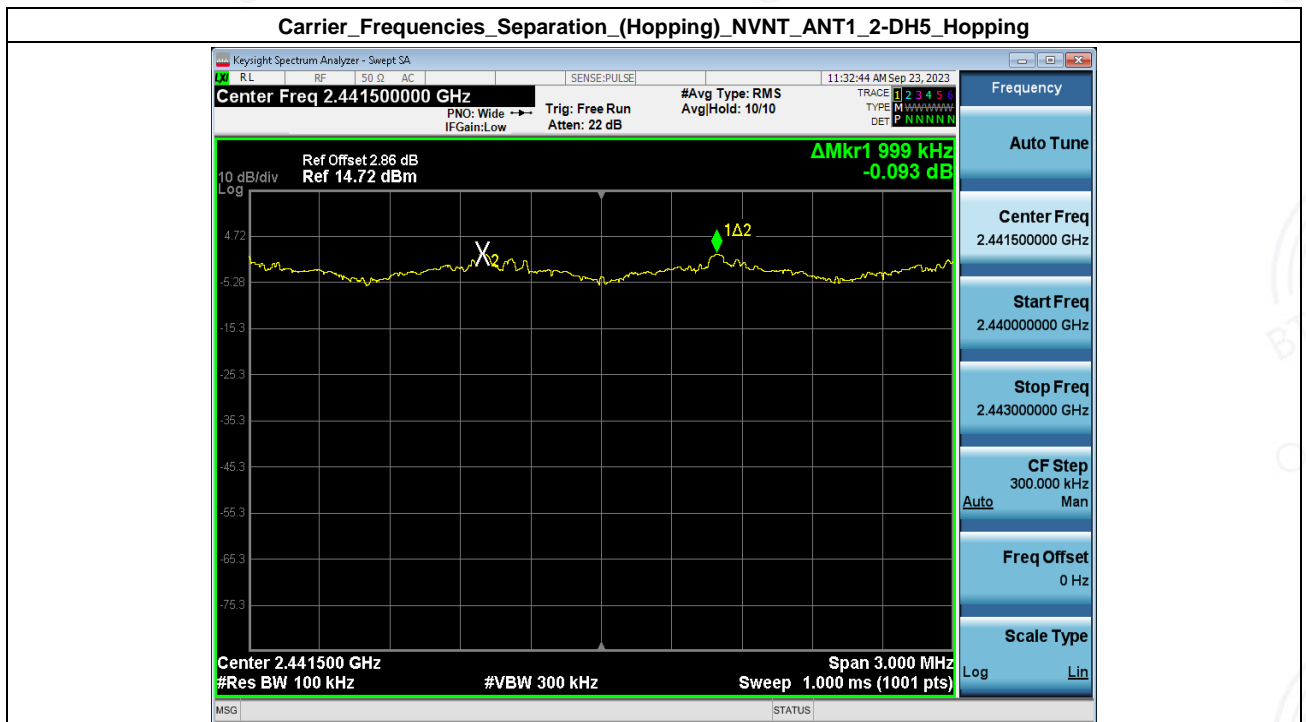 Carrier_Frequencies_Separation_(Hopping)_NVNT_ANT1_2-DH5_Hopping
Keysight Spectrum Analyzer - Swept SA
LXI RL RF 50 Ω AC SENSE:PULSE 11:32:44 AM Sep 23, 2023
Center Freq 2.441500000 GHz
PNO: Wide
IFGain:Low
Trig: Free Run
Atten: 22 dB
#Avg Type: RMS
Avg|Hold: 10/10
TRACE 1 2 3 4 5 6
TYPE M WWWWW
DET P N N N N N
ΔMkr1 999 kHz
-0.093 dB
Ref Offset 2.86 dB
10 dB/div Ref 14.72 dBm
Log
4.72
-5.28
-15.3
-25.3
-35.3
-45.3
-55.3
-65.3
-75.3
X2
1Δ2
Center 2.441500 GHz Span 3.000 MHz
#Res BW 100 kHz #VBW 300 kHz Sweep 1.000 ms (1001 pts)
MSG STATUS
Frequency
Auto Tune
Center Freq
2.441500000 GHz
Start Freq
2.440000000 GHz
Stop Freq
2.443000000 GHz
CF Step
300.000 kHz
Auto Man
Freq Offset
0 Hz
Scale Type
Log Lin